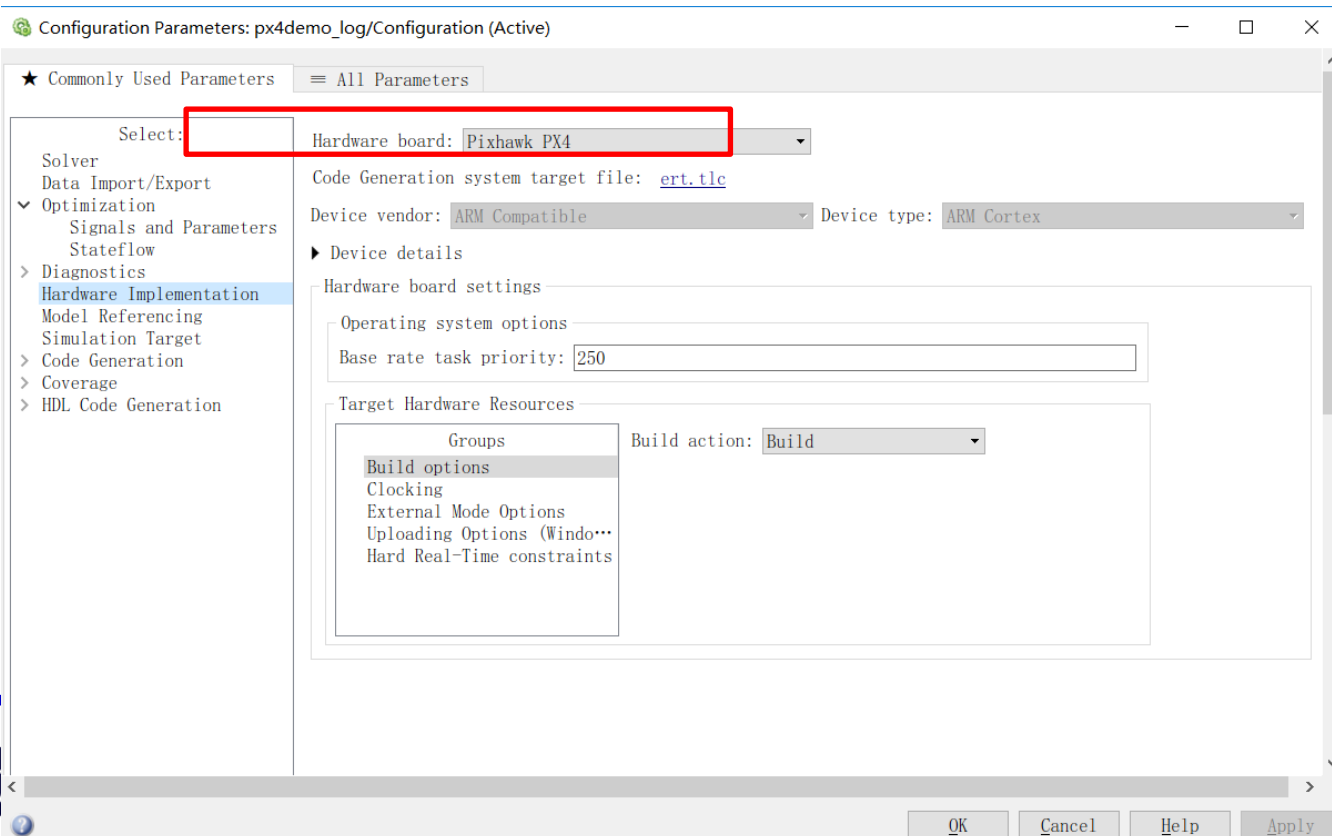 Configuration Parameters: px4demo_log/Configuration (Active)
★ Commonly Used Parameters
≡ All Parameters
Select:
Solver
Data Import/Export
Optimization
Signals and Parameters
Stateflow
Diagnostics
Hardware Implementation
Model Referencing
Simulation Target
Code Generation
Coverage
HDL Code Generation
Hardware board: Pixhawk PX4
Code Generation system target file: ert.tlc
Device vendor: ARM Compatible Device type: ARM Cortex
Device details
Hardware board settings
Operating system options
Base rate task priority: 250
Target Hardware Resources
Groups
Build options
Clocking
External Mode Options
Uploading Options (Windo…
Hard Real-Time constraints
Build action: Build
OK Cancel Help Apply